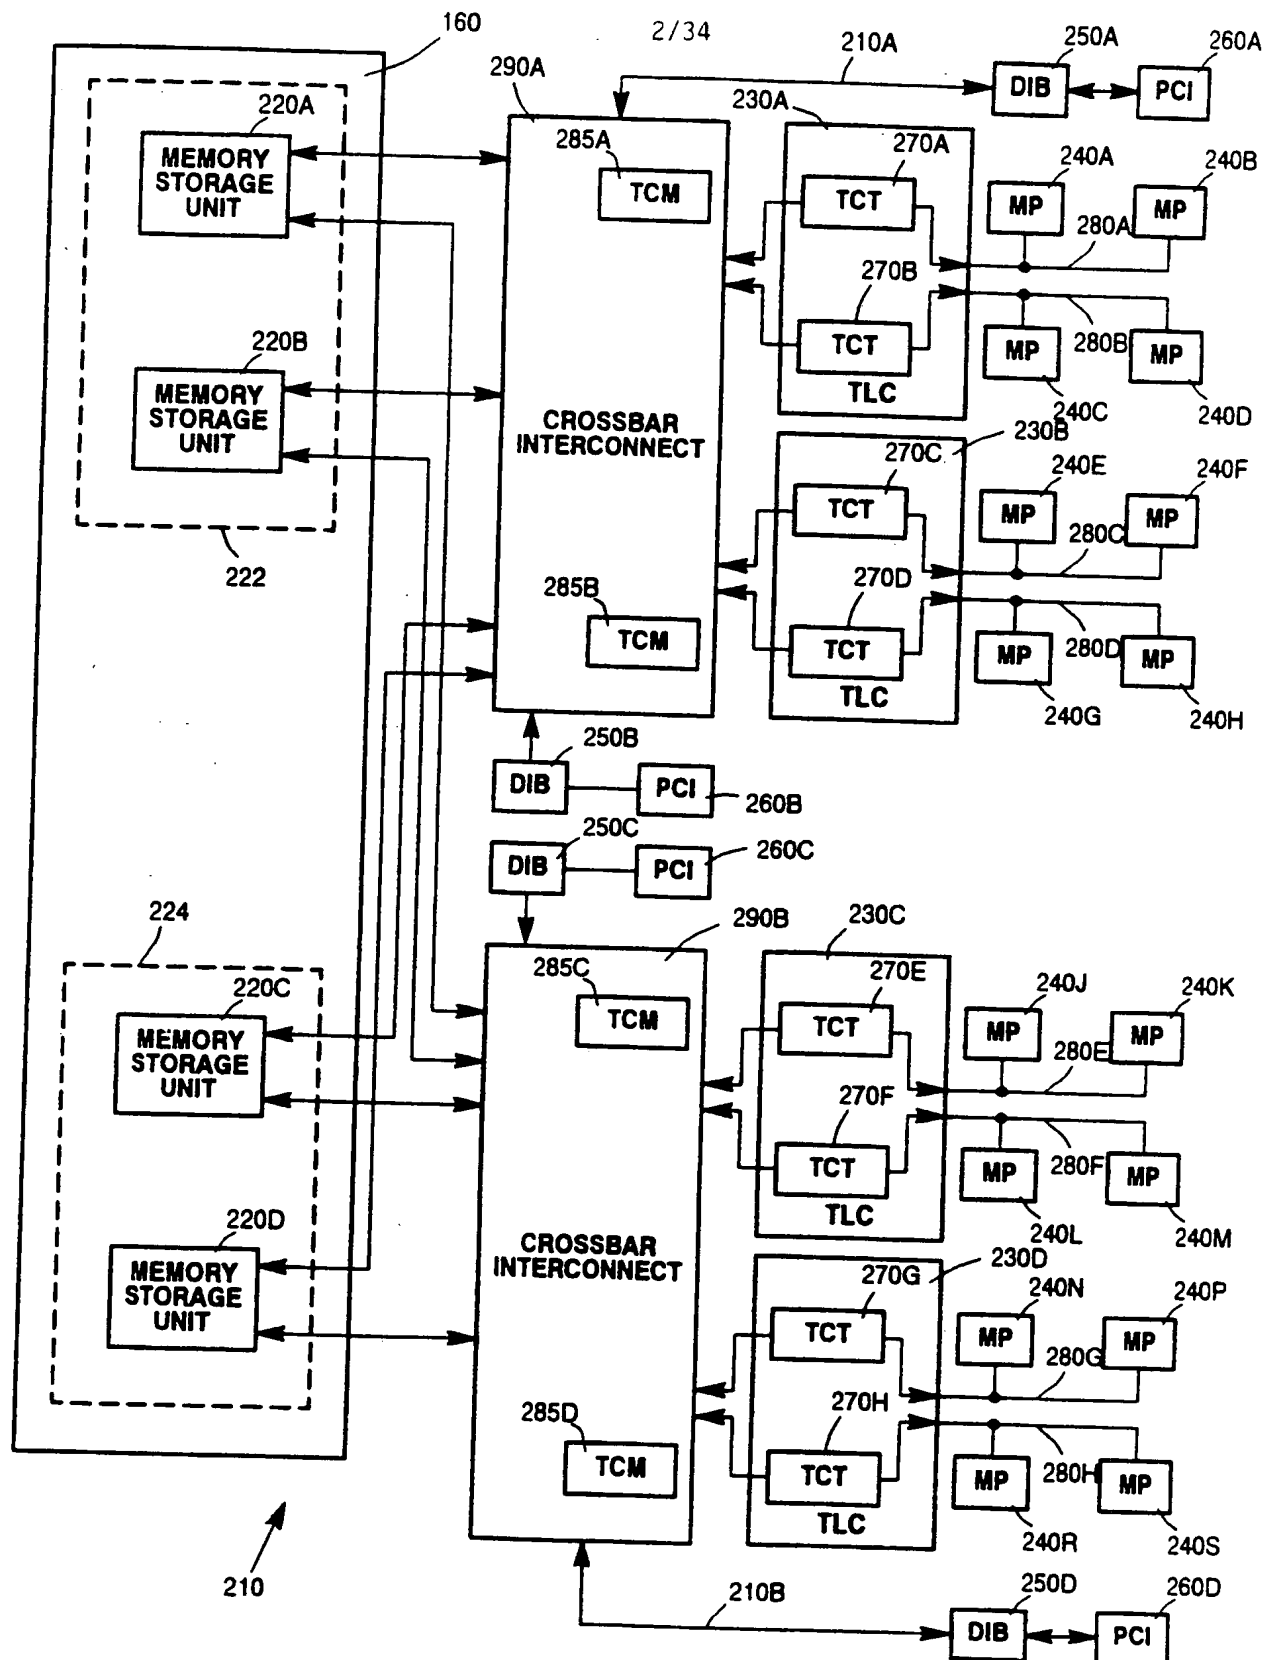 2/34
160
290A
210A
250A
260A
DIB
PCI
220A
MEMORY
STORAGE
UNIT
285A
TCM
230A
270A
TCT
240A
MP
240B
MP
280A
270B
TCT
TLC
280B
MP
240C
MP
240D
220B
MEMORY
STORAGE
UNIT
222
CROSSBAR
INTERCONNECT
230B
270C
TCT
240E
MP
240F
MP
280C
285B
TCM
270D
TCT
TLC
280D
MP
240G
MP
240H
250B
DIB
PCI
260B
250C
DIB
PCI
260C
224
220C
MEMORY
STORAGE
UNIT
290B
285C
TCM
230C
270E
TCT
240J
MP
240K
MP
280E
270F
TCT
TLC
280F
MP
240L
MP
240M
220D
MEMORY
STORAGE
UNIT
CROSSBAR
INTERCONNECT
230D
270G
TCT
240N
MP
240P
MP
280G
285D
TCM
270H
TCT
TLC
280H
MP
240R
MP
240S
210
210B
250D
DIB
260D
PCI